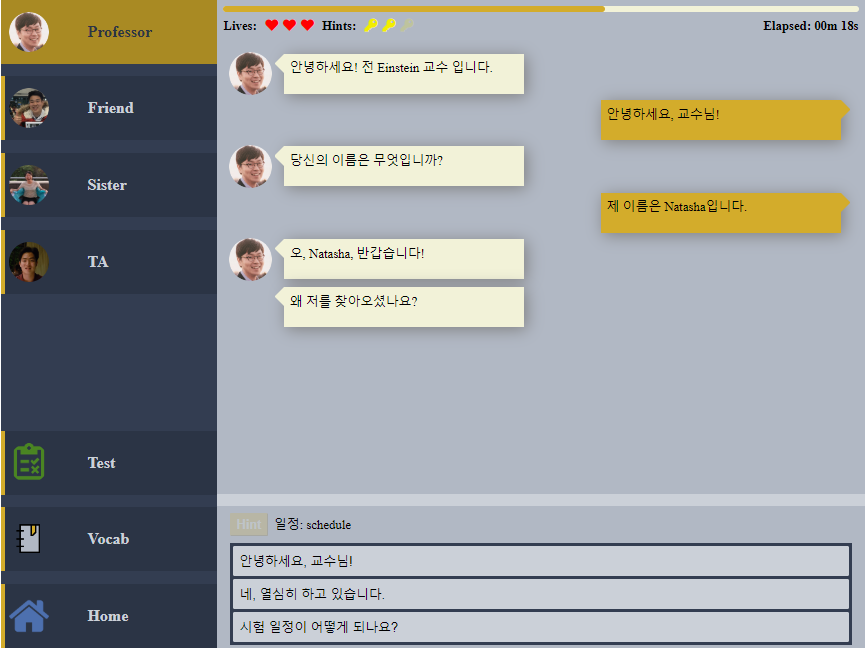 Professor
Friend
Sister
TA
Test
Vocab
Home
Lives: Hints: Elapsed: 00m 18s
안녕하세요! 전 Einstein 교수 입니다.
안녕하세요, 교수님!
당신의 이름은 무엇입니까?
제 이름은 Natasha입니다.
오, Natasha, 반갑습니다!
왜 저를 찾아오셨나요?
Hint 일정: schedule
안녕하세요, 교수님!
네, 열심히 하고 있습니다.
시험 일정이 어떻게 되나요?